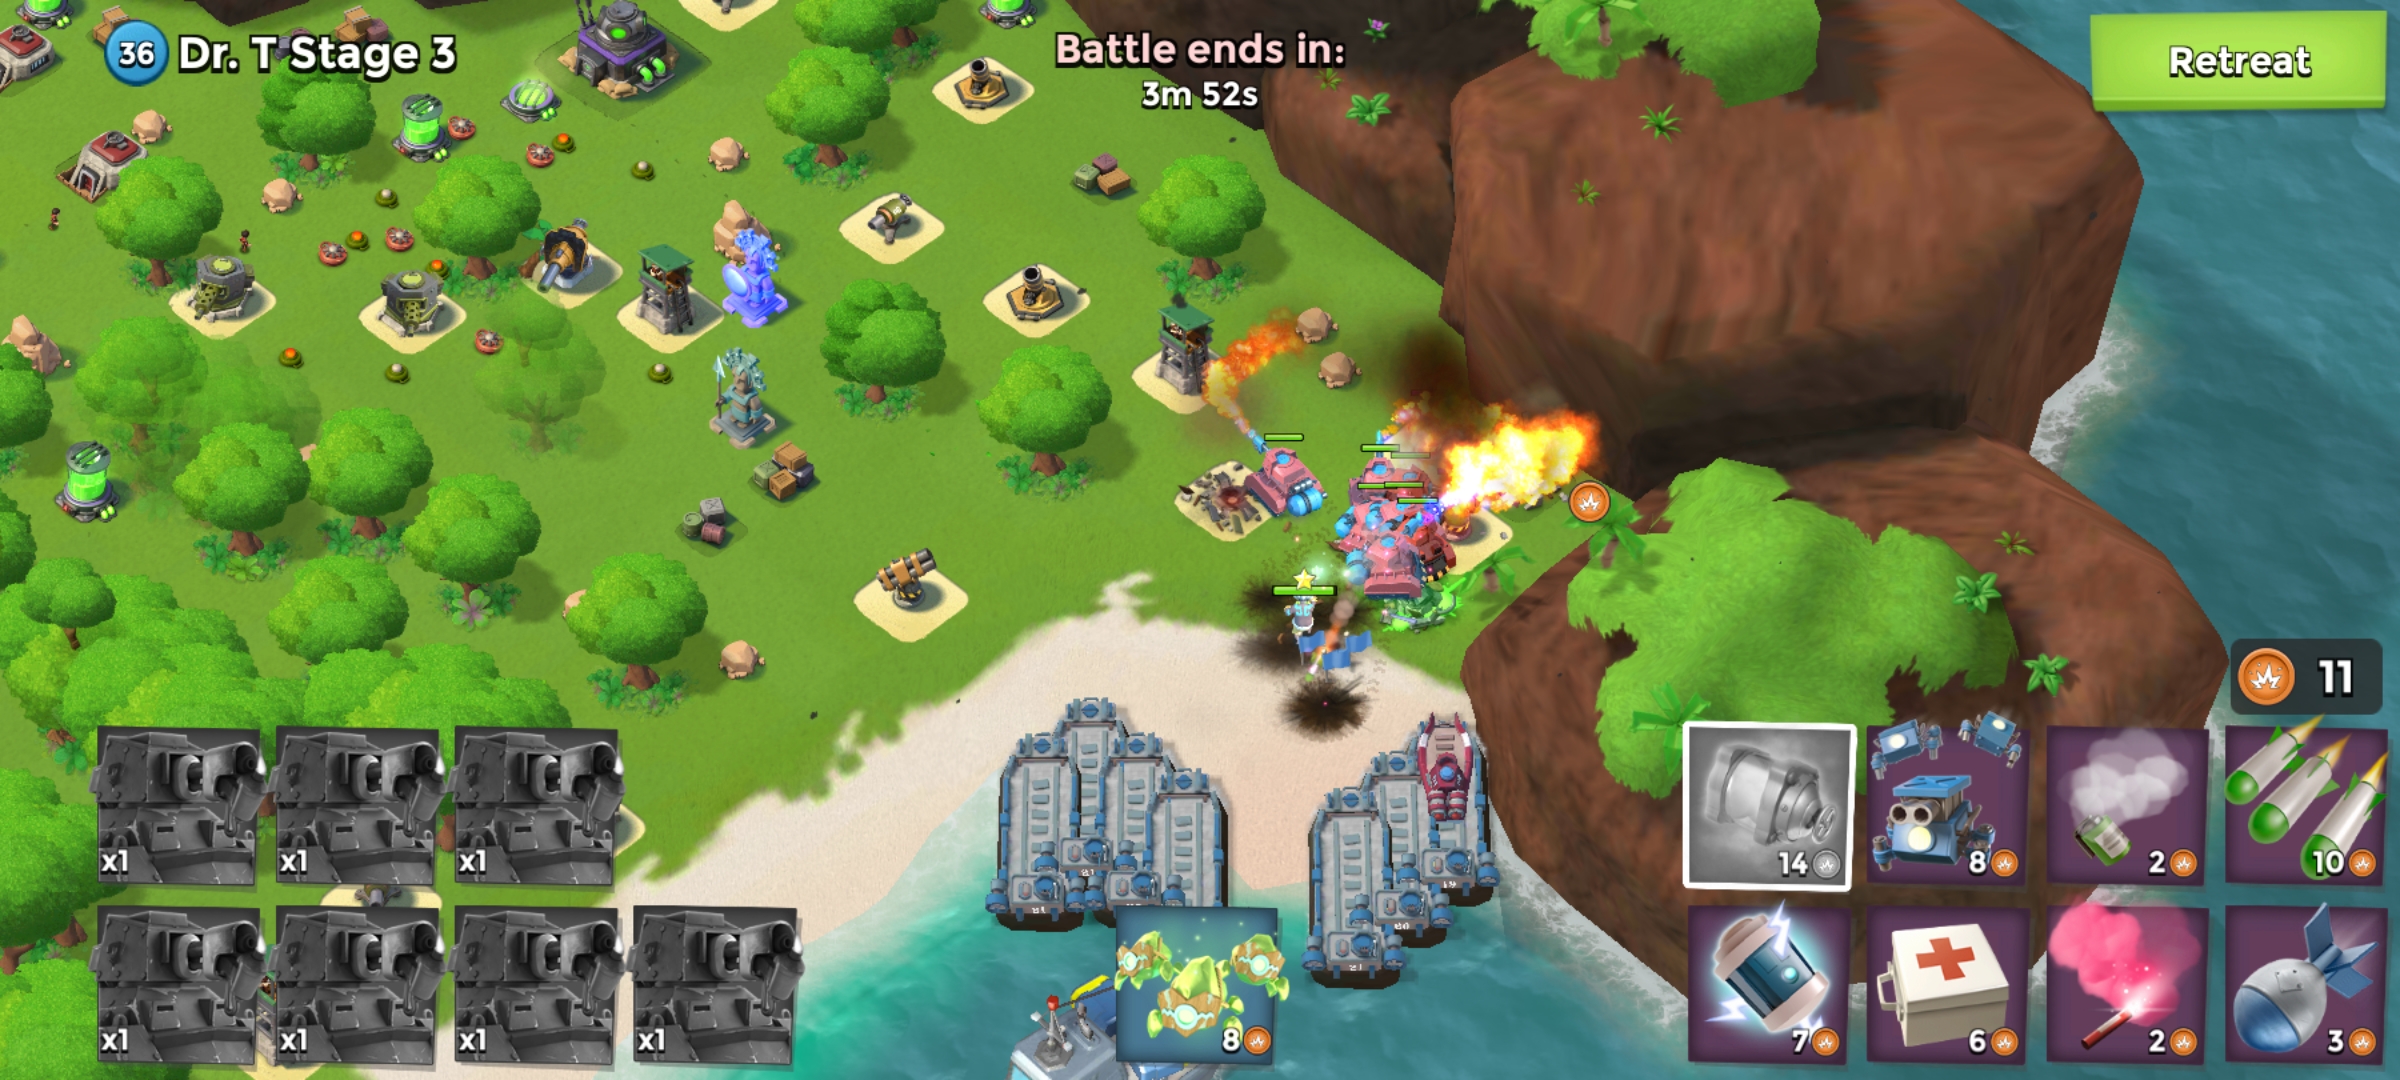 36 Dr. T Stage 3
Battle ends in:
3m 52s
Retreat
11
x1 x1 x1
14 8 2 10
x1 x1 x1 x1
8
7 6 2 3